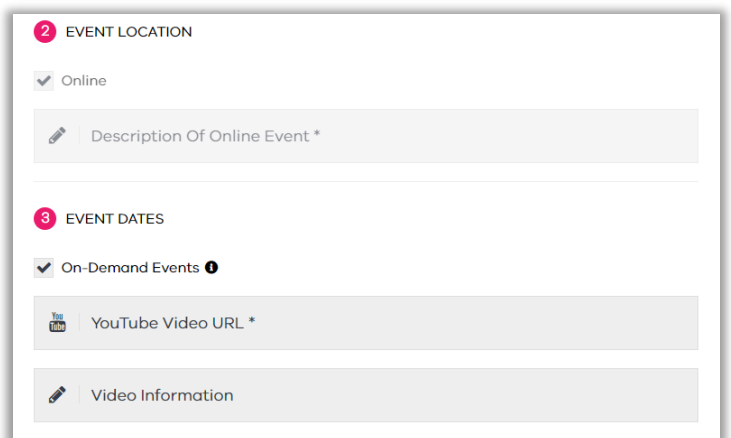 2 EVENT LOCATION
Online
Description Of Online Event *
3 EVENT DATES
On-Demand Events i
You
Tube YouTube Video URL *
Video Information